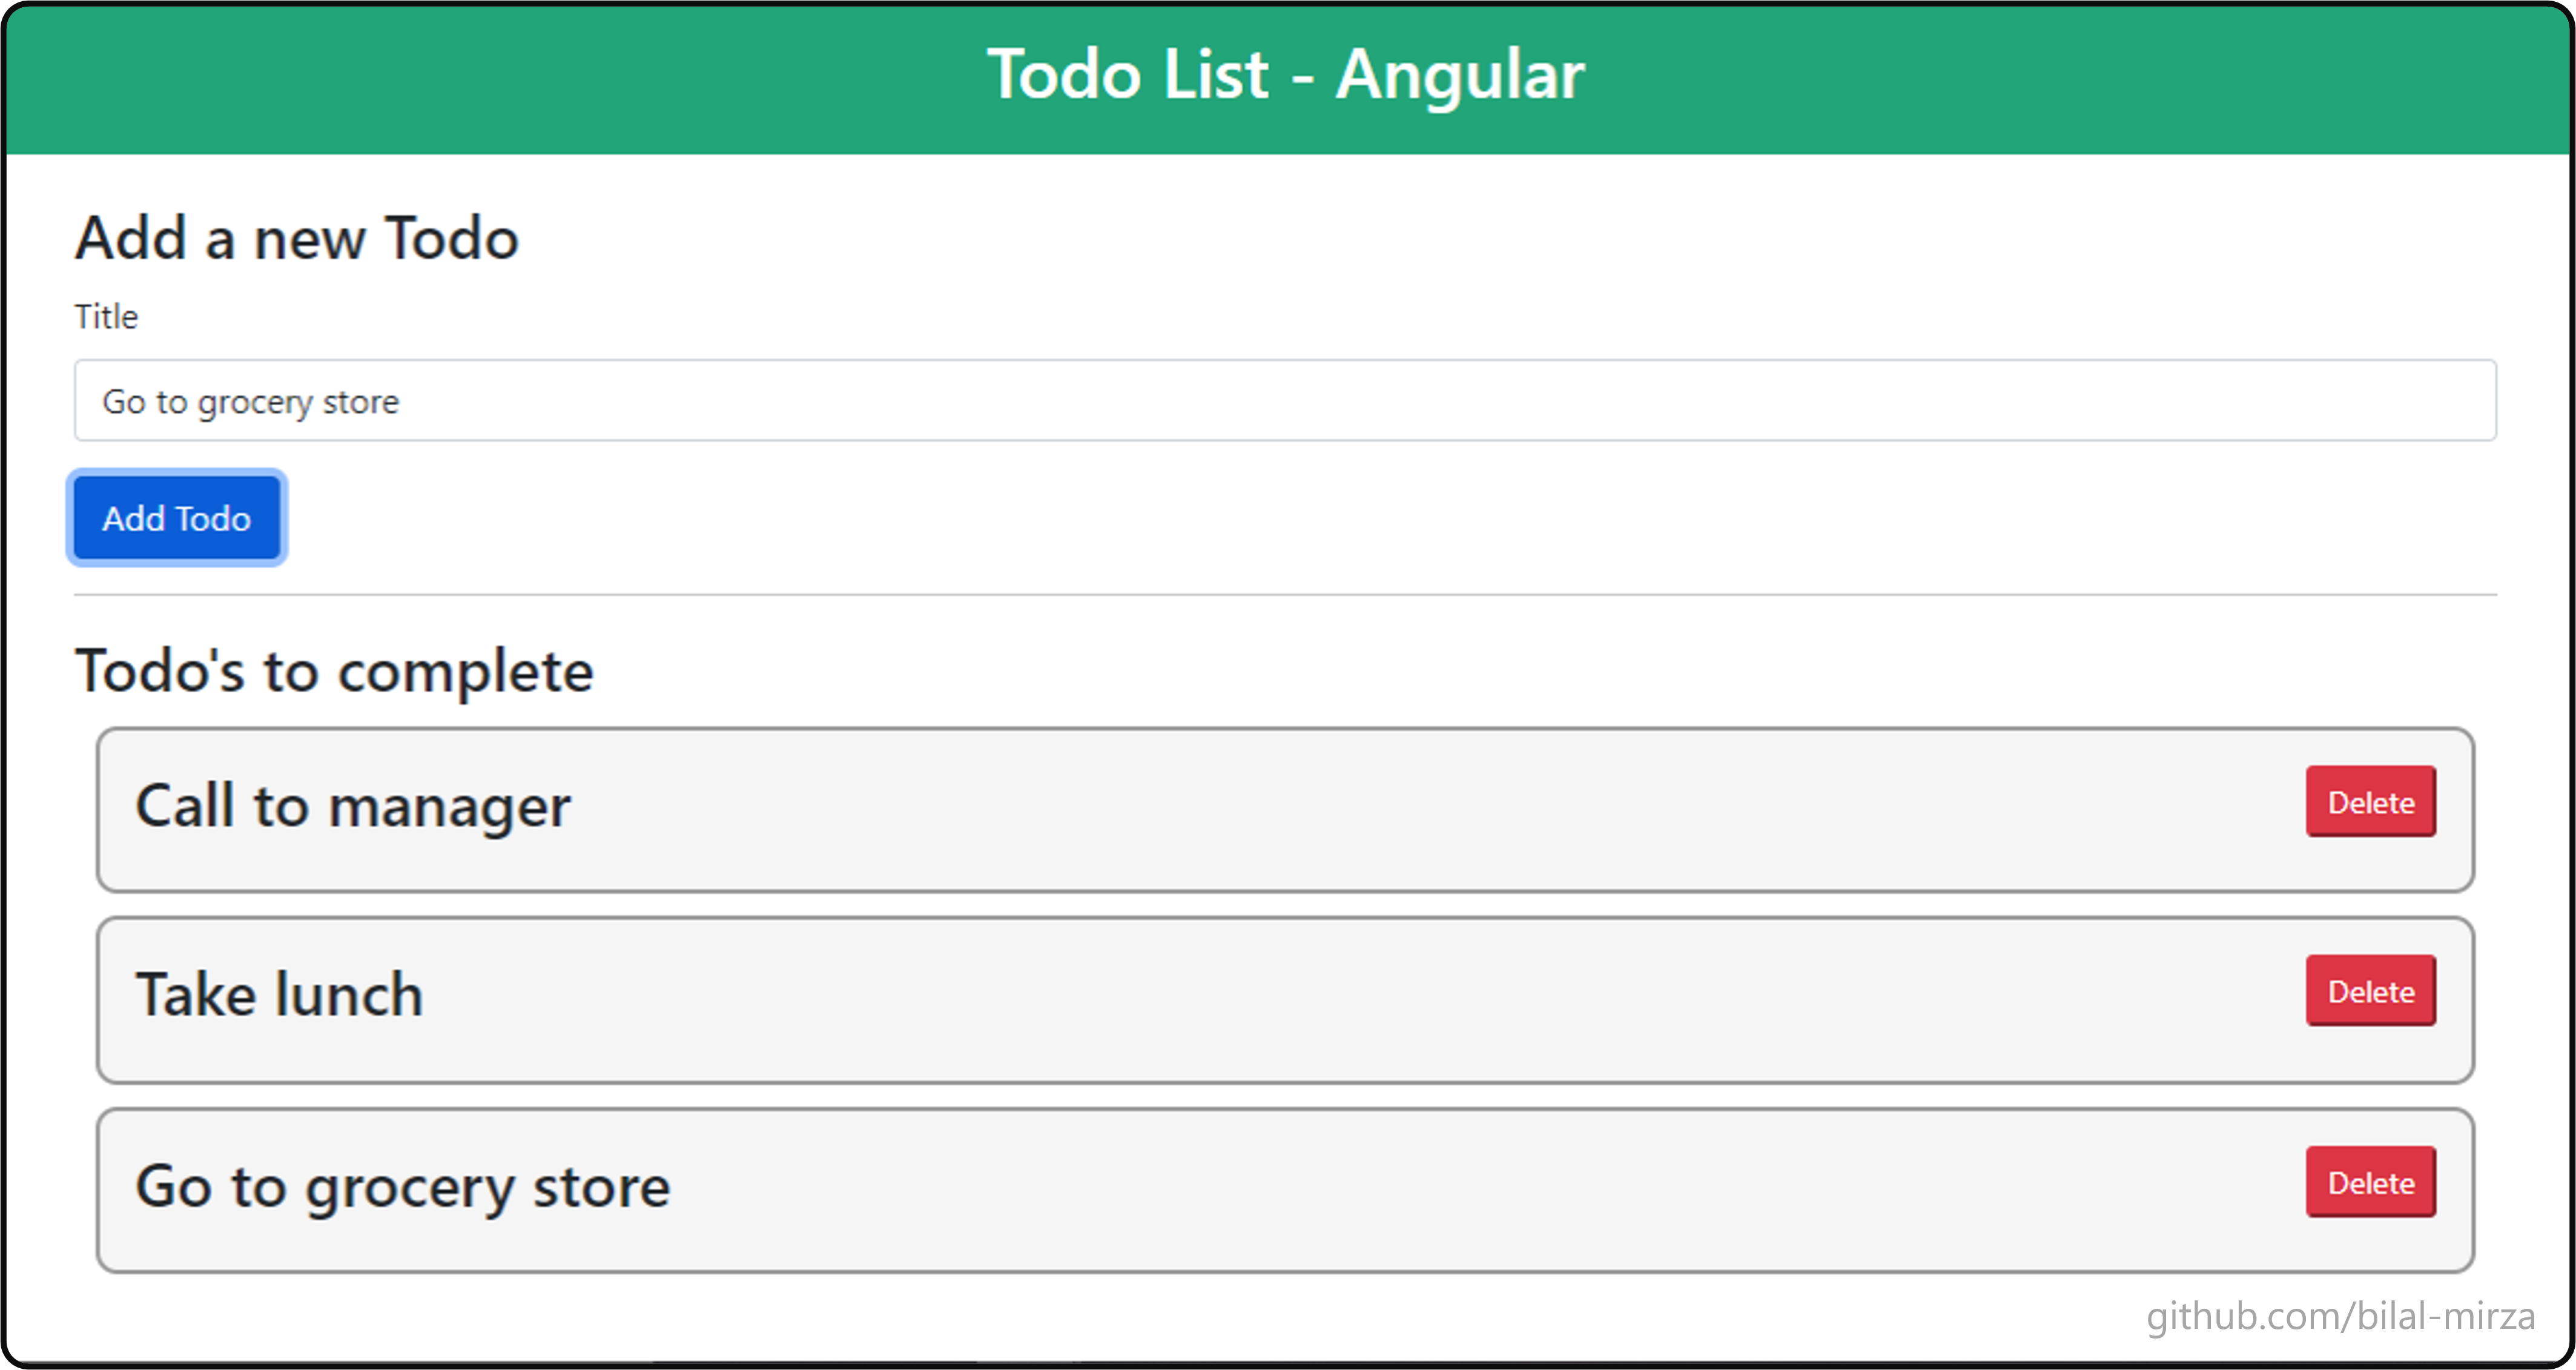 Todo List - Angular
Add a new Todo
Title
Go to grocery store
Add Todo
Todo's to complete
Call to manager
Delete
Take lunch
Delete
Go to grocery store
Delete
github.com/bilal-mirza